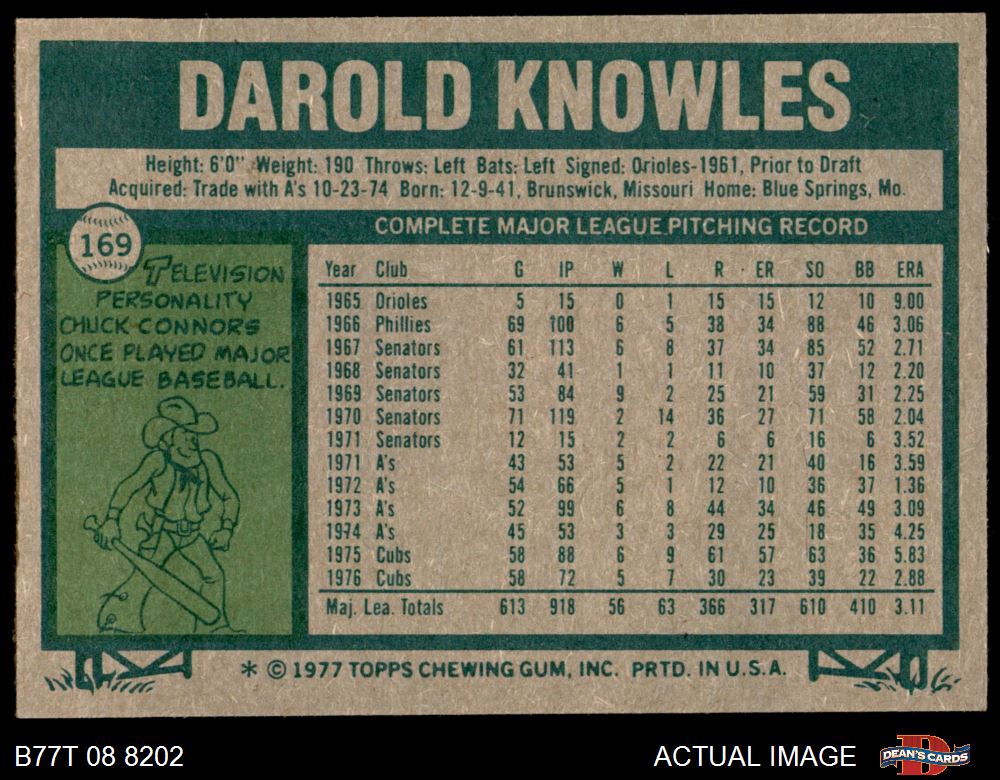 DAROLD KNOWLES
Height: 6'0" Weight: 190 Throws: Left Bats: Left Signed: Orioles-1961, Prior to Draft
Acquired: Trade with A's 10-23-74 Born: 12-9-41, Brunswick, Missouri Home: Blue Springs, Mo.
169
TELEVISION
PERSONALITY
CHUCK CONNORS
ONCE PLAYED MAJOR
LEAGUE BASEBALL.
COMPLETE MAJOR LEAGUE PITCHING RECORD
Year Club G IP W L R ER SO BB ERA
1965 Orioles 5 15 0 1 15 15 12 10 9.00
1966 Phillies 69 100 6 5 38 34 88 46 3.06
1967 Senators 61 113 6 8 37 34 85 52 2.71
1968 Senators 32 41 1 1 11 10 37 12 2.20
1969 Senators 53 84 9 2 25 21 59 31 2.25
1970 Senators 71 119 2 14 36 27 71 58 2.04
1971 Senators 12 15 2 2 6 6 16 6 3.52
1971 A's 43 53 5 2 22 21 40 16 3.59
1972 A's 54 66 5 1 12 10 36 37 1.36
1973 A's 52 99 6 8 44 34 46 49 3.09
1974 A's 45 53 3 3 29 25 18 35 4.25
1975 Cubs 58 88 6 9 61 57 63 36 5.83
1976 Cubs 58 72 5 7 30 23 39 22 2.88
Maj. Lea. Totals 613 918 56 63 366 317 610 410 3.11
* © 1977 TOPPS CHEWING GUM, INC. PRTD. IN U.S.A.
B77T 08 8202
ACTUAL IMAGE
DEAN'S CARDS